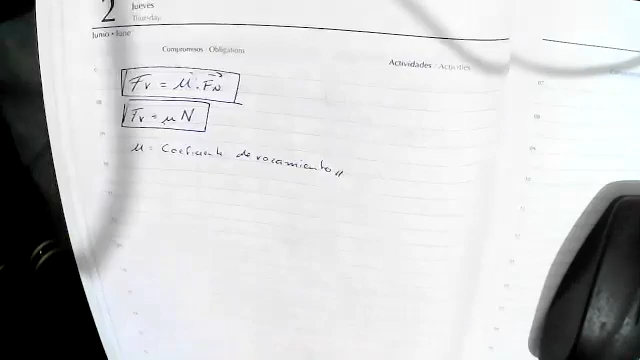 2 Jueves
Thursday
Junio • June
Compromisos · Obligations
Actividades · Activities
Fr = μ · FN
Fr = μ N
μ = Coeficiente de rozamiento